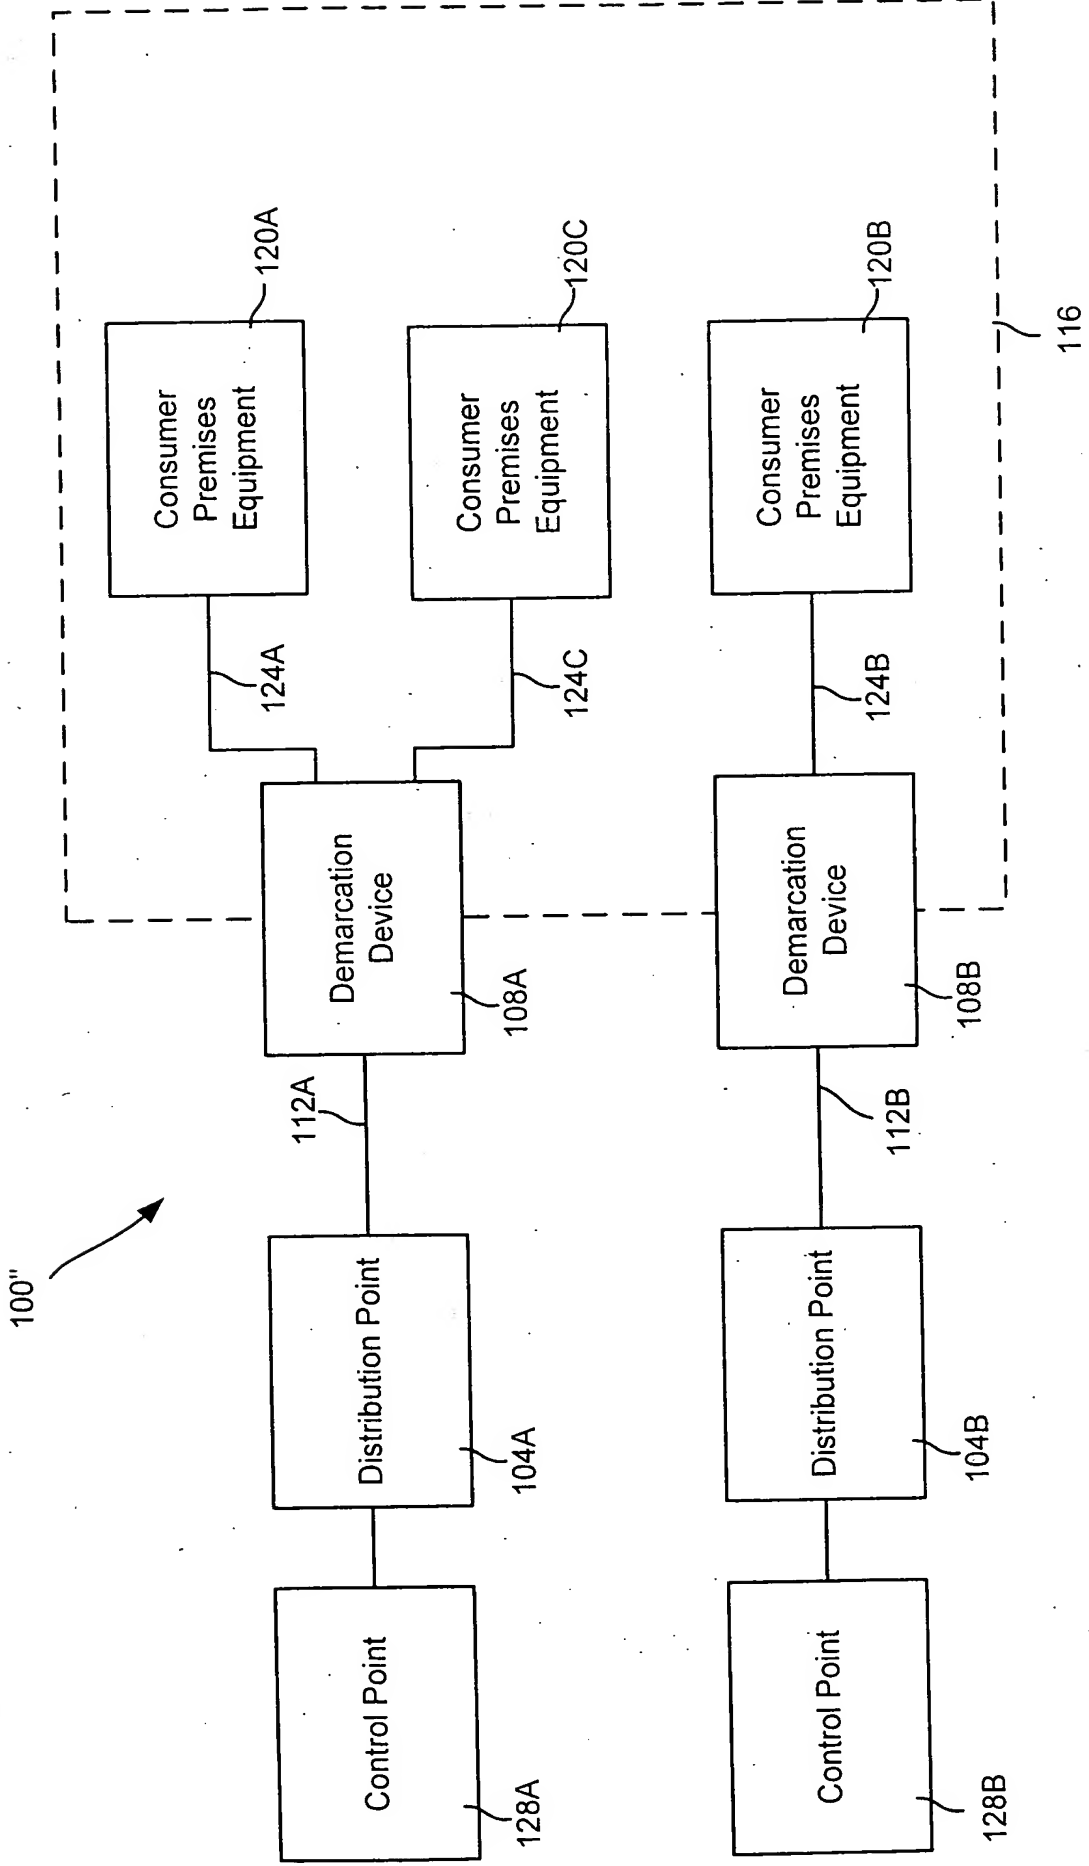 100"
Control Point
128A
Distribution Point
104A
112A
Demarcation
Device
108A
124A
Consumer
Premises
Equipment
120A
124C
Consumer
Premises
Equipment
120C
Control Point
128B
Distribution Point
104B
112B
Demarcation
Device
108B
124B
Consumer
Premises
Equipment
120B
116